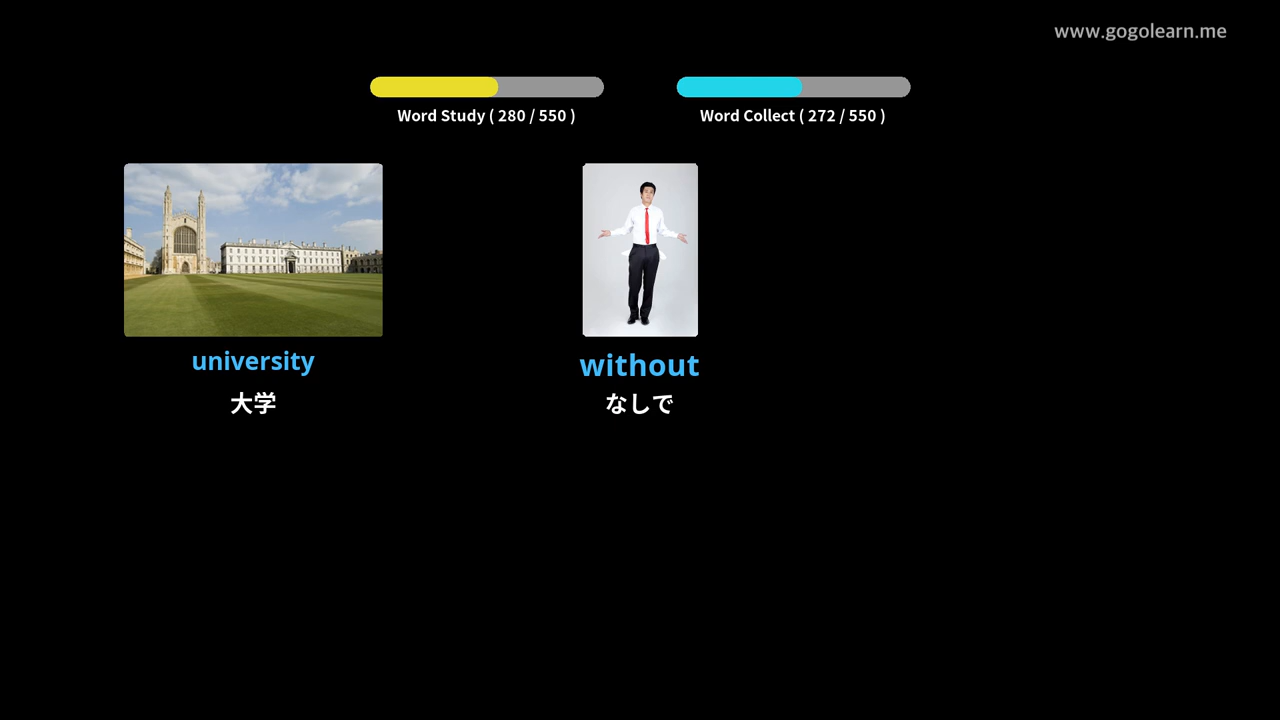 www.gogolearn.me
Word Study ( 280 / 550 )
Word Collect ( 272 / 550 )
university
大学
without
なしで